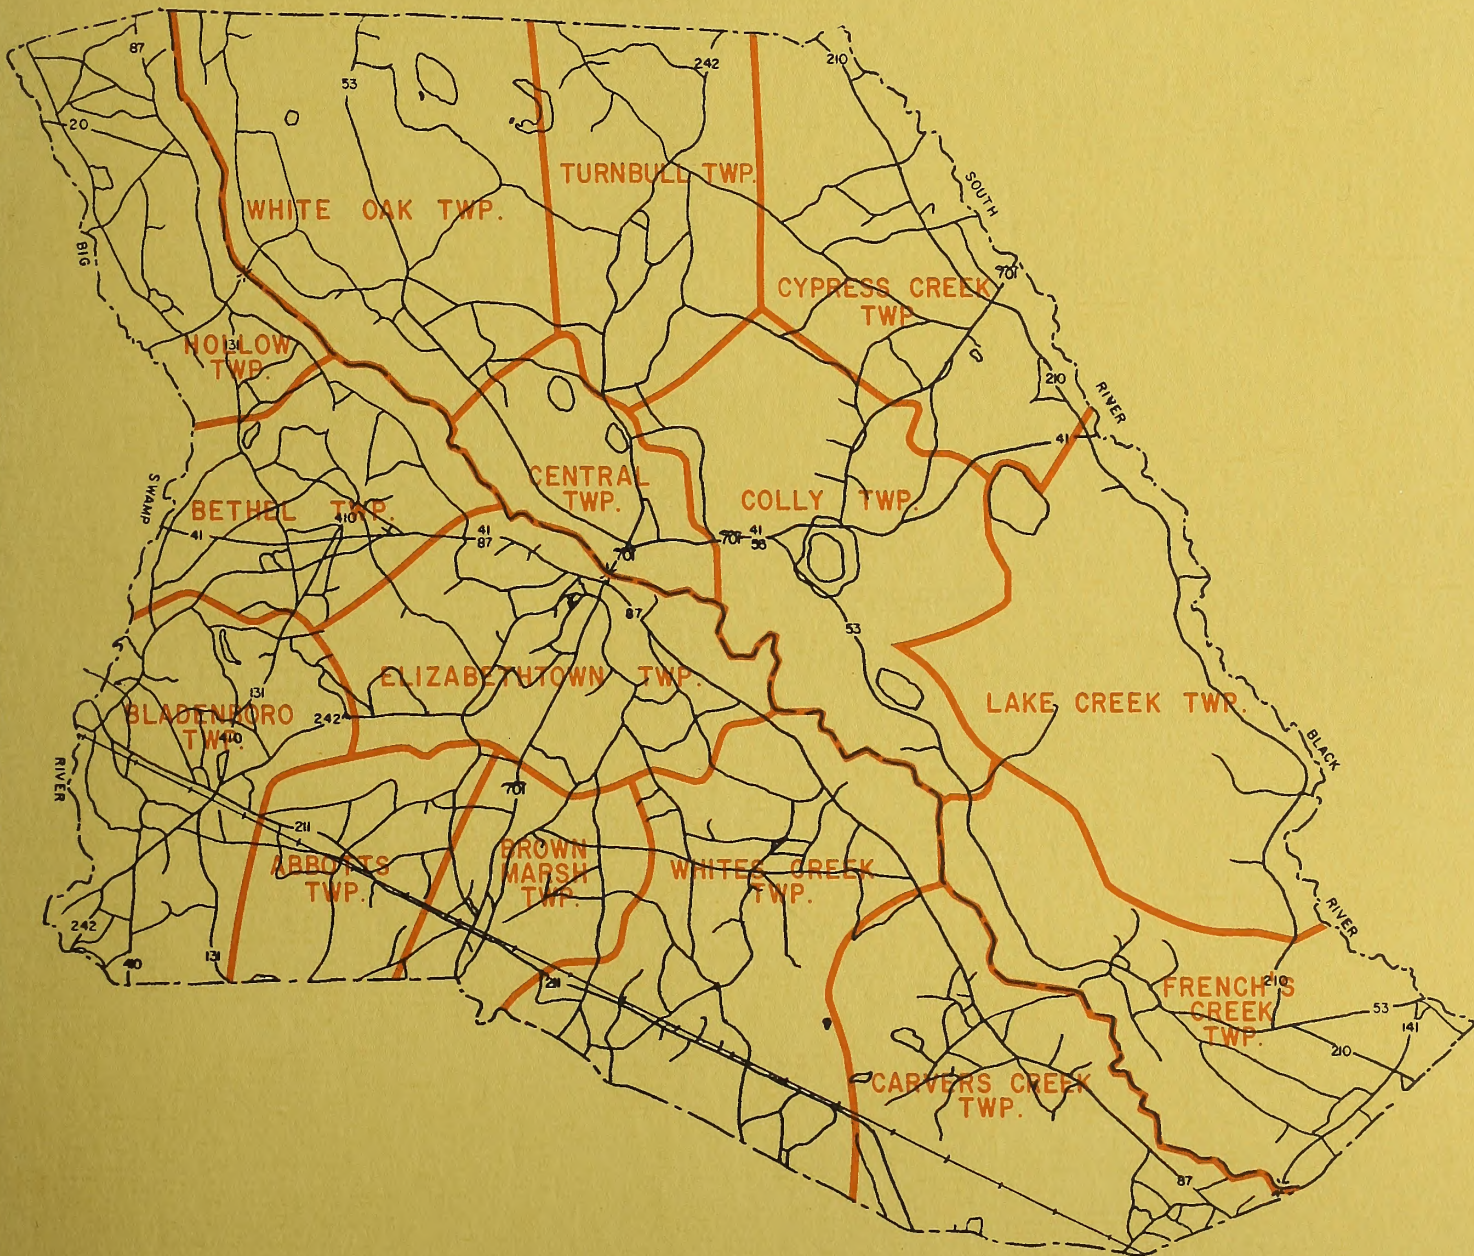 87
53
242
210
20
TURNBULL TWP.
WHITE OAK TWP.
SOUTH
BIG
701
CYPRESS CREEK
TWP
HOLLOW
TWP.
131
210
RIVER
41
SWAMP
CENTRAL
TWP.
BETHEL TWP.
410
COLLY TWP.
41
41
87
701
701
41
87
53
ELIZABETHTOWN TWP.
131
LAKE CREEK TWP.
BLADENBORO
TWP.
242
410
BLACK
RIVER
701
211
ABBOTTS
TWP.
BROWN
MARSH
TWP.
WHITES CREEK
TWP.
RIVER
242
410
131
211
FRENCH'S
CREEK
TWP.
210
53
141
210
CARVERS CREEK
TWP.
87